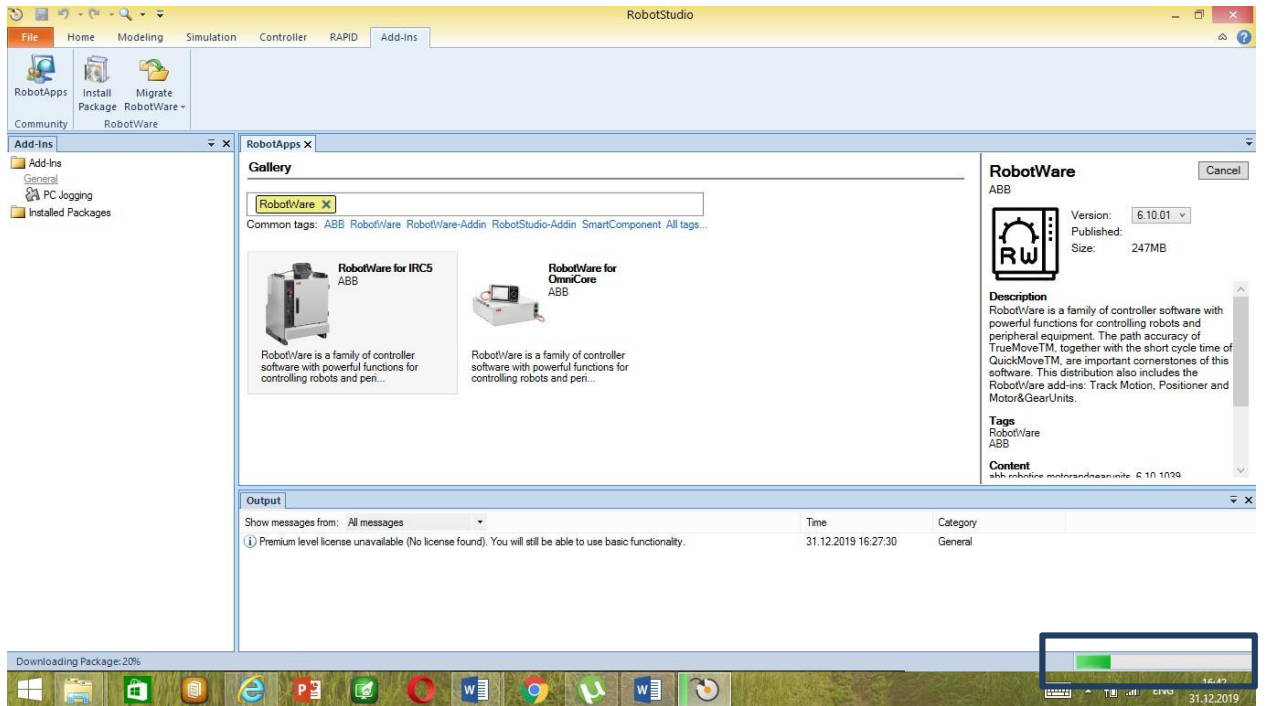 RobotStudio
File Home Modeling Simulation Controller RAPID Add-Ins
RobotApps
Install
Package
Migrate
RobotWare
Community
RobotWare
Add-Ins
Add-Ins
General
PC Jogging
Installed Packages
RobotApps
Gallery
RobotWare
Common tags: ABB RobotWare RobotWare-Addin RobotStudio-Addin SmartComponent All tags...
RobotWare for IRC5
ABB
RobotWare is a family of controller
software with powerful functions for
controlling robots and peri...
RobotWare for
OmniCore
ABB
RobotWare is a family of controller
software with powerful functions for
controlling robots and peri...
RobotWare
Cancel
ABB
RW
Version: 6.10.01
Published:
Size: 247MB
Description
RobotWare is a family of controller software with
powerful functions for controlling robots and
peripheral equipment. The path accuracy of
TrueMoveTM, together with the short cycle time of
QuickMoveTM, are important cornerstones of this
software. This distribution also includes the
RobotWare add-ins: Track Motion, Positioner and
Motor&GearUnits.
Tags
RobotWare
ABB
Content
abb.robotics.motorandgearunits 6.10.1039
Output
Show messages from: All messages Time Category
Premium level license unavailable (No license found). You will still be able to use basic functionality. 31.12.2019 16:27:30 General
Downloading Package: 20%
ENG
16:42
31.12.2019